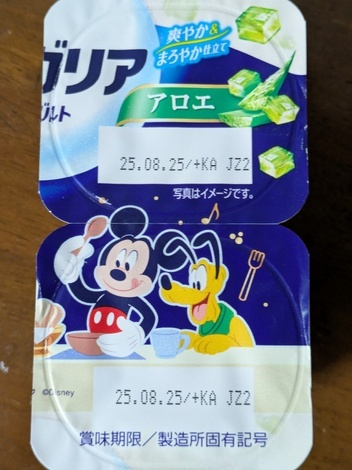 ガリア
爽やか&
まろやか仕立て
アロエ
グルト
25.08.25/+KA JZ2
写真はイメージです。
©Disney
25.08.25/+KA JZ2
賞味期限/製造所固有記号